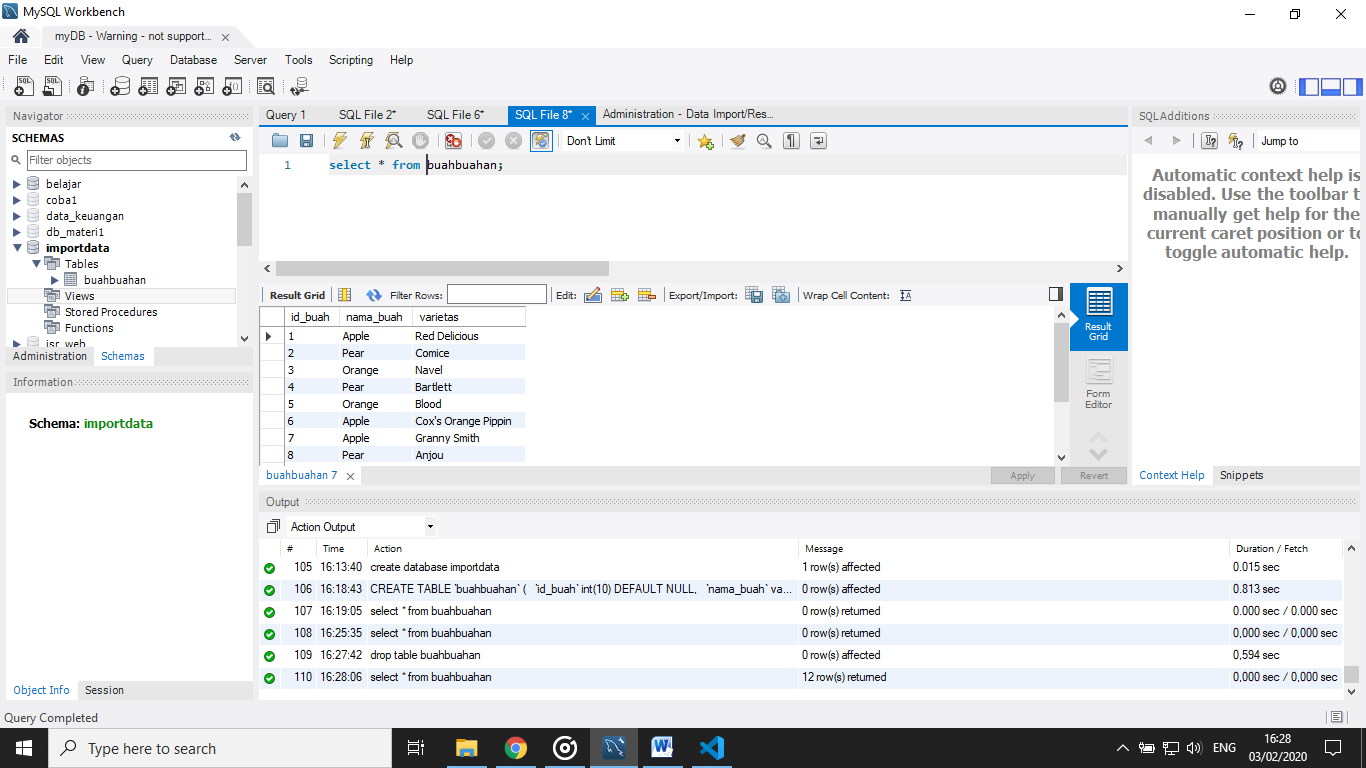 MySQL Workbench
myDB - Warning - not support...
File Edit View Query Database Server Tools Scripting Help
Navigator
SCHEMAS
Filter objects
belajar
coba1
data_keuangan
db_materi1
importdata
Tables
buahbuahan
Views
Stored Procedures
Functions
isr_web
Administration Schemas
Information
Schema: importdata
Object Info Session
Query 1 SQL File 2* SQL File 6* SQL File 8* Administration - Data Import/Res...
Don't Limit
1 select * from buahbuahan;
Result Grid Filter Rows: Edit: Export/Import: Wrap Cell Content:
id_buah nama_buah varietas
1 Apple Red Delicious
2 Pear Comice
3 Orange Navel
4 Pear Bartlett
5 Orange Blood
6 Apple Cox's Orange Pippin
7 Apple Granny Smith
8 Pear Anjou
Result
Grid
Form
Editor
buahbuahan 7 Apply Revert
SQLAdditions
Jump to
Automatic context help is
disabled. Use the toolbar t
manually get help for the
current caret position or to
toggle automatic help.
Context Help Snippets
Output
Action Output
# Time Action Message Duration / Fetch
105 16:13:40 create database importdata 1 row(s) affected 0.015 sec
106 16:18:43 CREATE TABLE `buahbuahan` ( `id_buah` int(10) DEFAULT NULL, `nama_buah` va... 0 row(s) affected 0.813 sec
107 16:19:05 select * from buahbuahan 0 row(s) returned 0.000 sec / 0.000 sec
108 16:25:35 select * from buahbuahan 0 row(s) returned 0,000 sec / 0,000 sec
109 16:27:42 drop table buahbuahan 0 row(s) affected 0,594 sec
110 16:28:06 select * from buahbuahan 12 row(s) returned 0,000 sec / 0,000 sec
Query Completed
Type here to search
ENG
16:28
03/02/2020